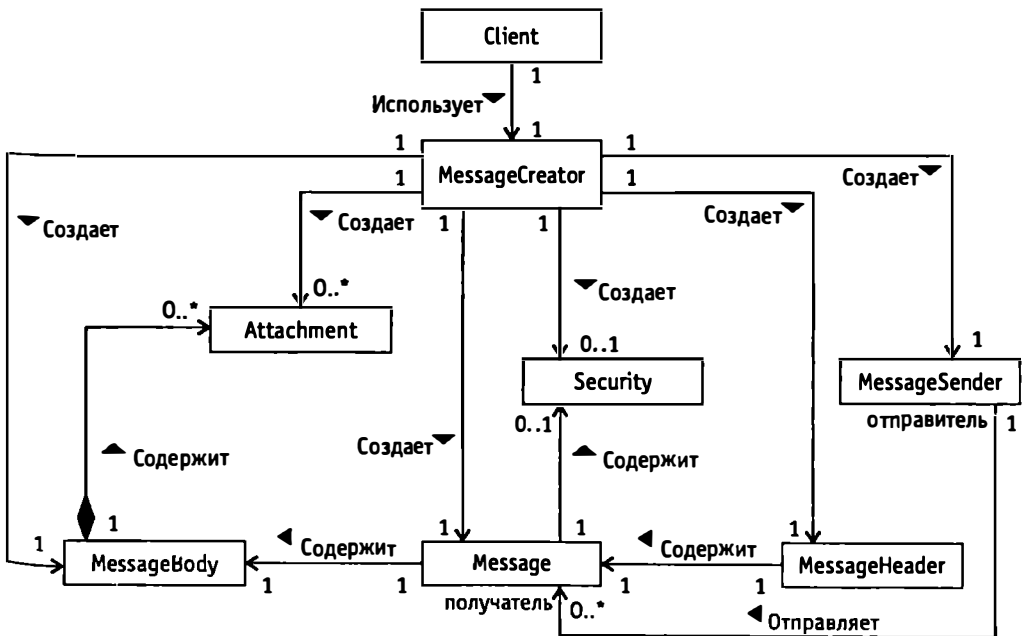 Client
1
Использует
1
1
1
MessageCreator
1
1
1
1
Создает
Создает
Создает
Создает
Создает
0..*
0..*
Attachment
0..1
1
Security
MessageSender
0..1
отправитель 1
Создает
Содержит
Содержит
1
1
1
1
1
MessageBody
Содержит
Message
Содержит
MessageHeader
1
1
1
1
получатель
0..*
Отправляет